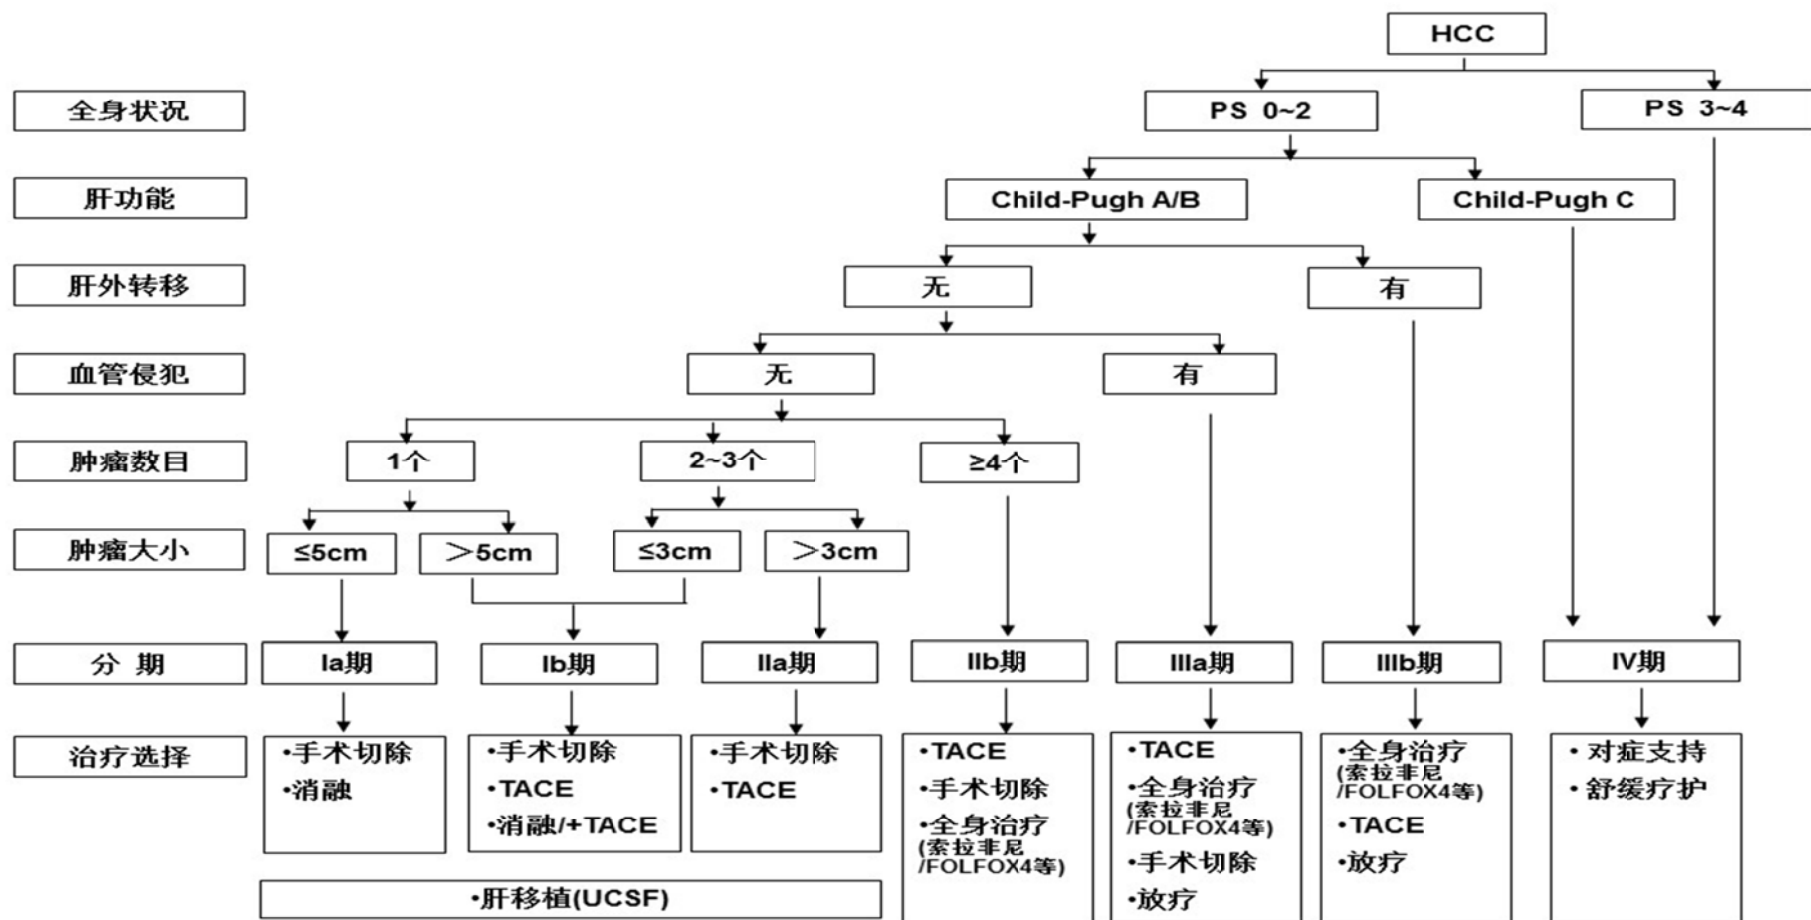 HCC
全身状况
PS 0~2
PS 3~4
肝功能
Child-Pugh A/B
Child-Pugh C
肝外转移
无
有
血管侵犯
无
有
肿瘤数目
1个
2~3个
≥4个
肿瘤大小
≤5cm
＞5cm
≤3cm
＞3cm
分 期
Ia期
Ib期
IIa期
IIb期
IIIa期
IIIb期
IV期
治疗选择
•手术切除
•消融
•手术切除
•TACE
•消融/+TACE
•手术切除
•TACE
•肝移植(UCSF)
•TACE
•手术切除
•全身治疗
(索拉非尼
/FOLFOX4等)
•TACE
•全身治疗
(索拉非尼
/FOLFOX4等)
•手术切除
•放疗
•全身治疗
(索拉非尼
/FOLFOX4等)
•TACE
•放疗
• 对症支持
• 舒缓疗护